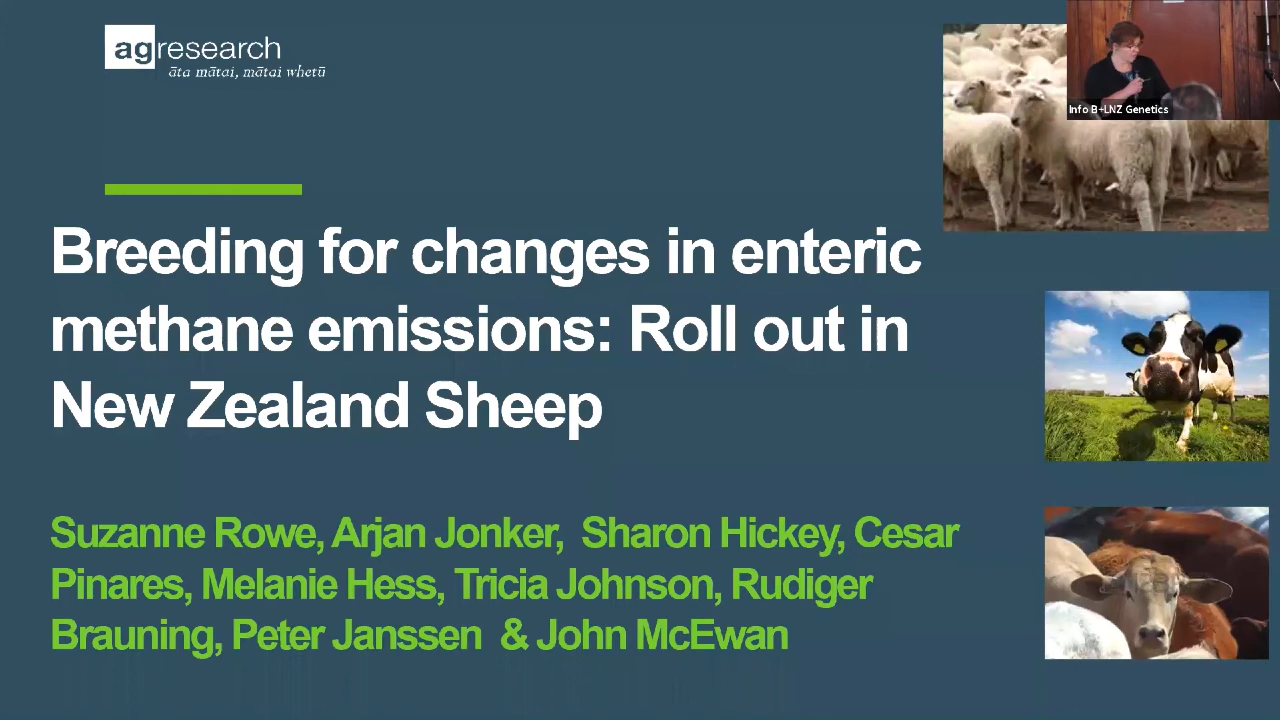 agresearch
āta mātai, mātai whetū
Info B+LNZ Genetics
Breeding for changes in enteric
methane emissions: Roll out in
New Zealand Sheep
Suzanne Rowe, Arjan Jonker, Sharon Hickey, Cesar
Pinares, Melanie Hess, Tricia Johnson, Rudiger
Brauning, Peter Janssen & John McEwan